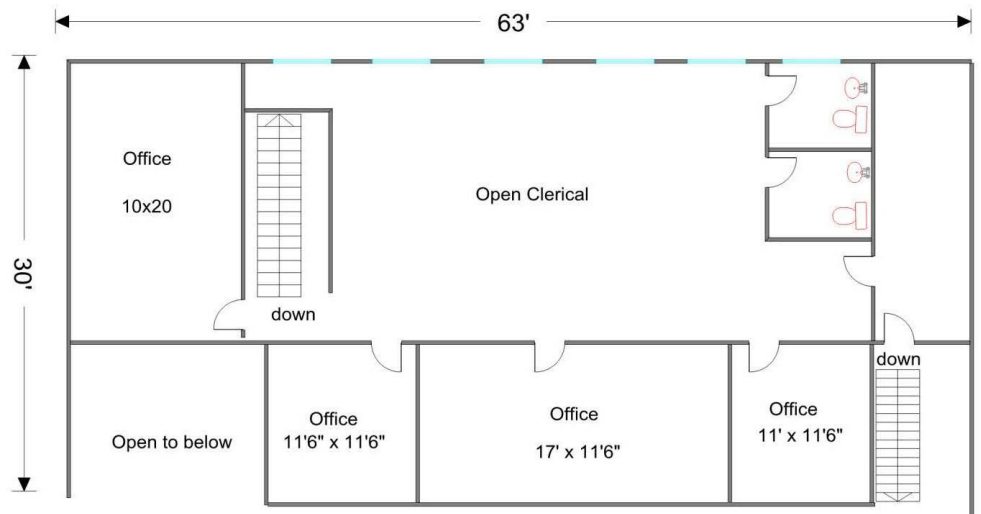 63'
30'
Office
10x20
Open Clerical
down
down
Open to below
Office
11'6" x 11'6"
Office
17' x 11'6"
Office
11' x 11'6"